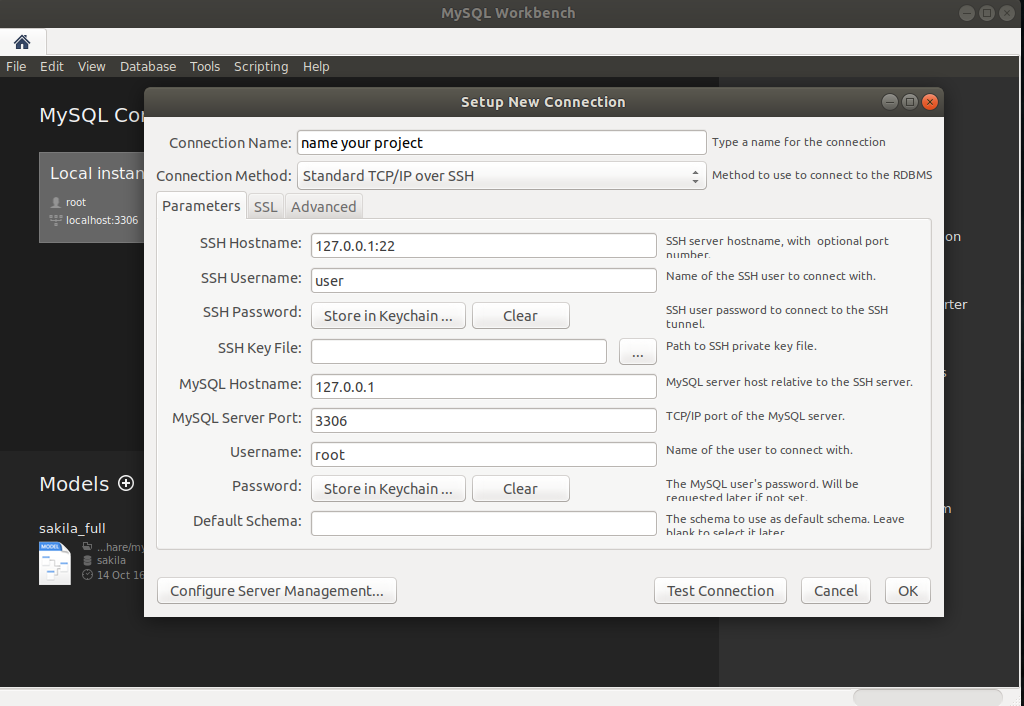 MySQL Workbench
File Edit View Database Tools Scripting Help
MySQL Con
Setup New Connection
Connection Name: name your project Type a name for the connection
Local instan
Connection Method: Standard TCP/IP over SSH Method to use to connect to the RDBMS
root
localhost:3306
Parameters SSL Advanced
SSH Hostname: 127.0.0.1:22 SSH server hostname, with optional port
number.
on
SSH Username: user Name of the SSH user to connect with.
SSH Password: Store in Keychain ... Clear SSH user password to connect to the SSH
tunnel.
rter
SSH Key File: ... Path to SSH private key file.
MySQL Hostname: 127.0.0.1 MySQL server host relative to the SSH server.
s
MySQL Server Port: 3306 TCP/IP port of the MySQL server.
Username: root Name of the user to connect with.
Models
Password: Store in Keychain ... Clear The MySQL user's password. Will be
requested later if not set.
m
Default Schema: The schema to use as default schema. Leave
blank to select it later.
sakila_full
MODEL
...hare/my
sakila
14 Oct 16
Configure Server Management... Test Connection Cancel OK